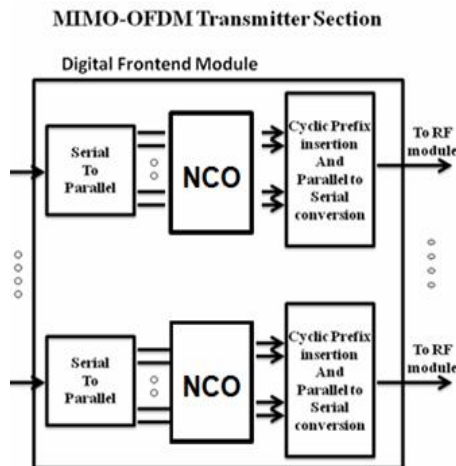 MIMO-OFDM Transmitter Section
Digital Frontend Module
Serial
To
Parallel
NCO
Cyclic Prefix
insertion
And
Parallel to
Serial
conversion
To RF
module
Serial
To
Parallel
NCO
Cyclic Prefix
insertion
And
Parallel to
Serial
conversion
To RF
module